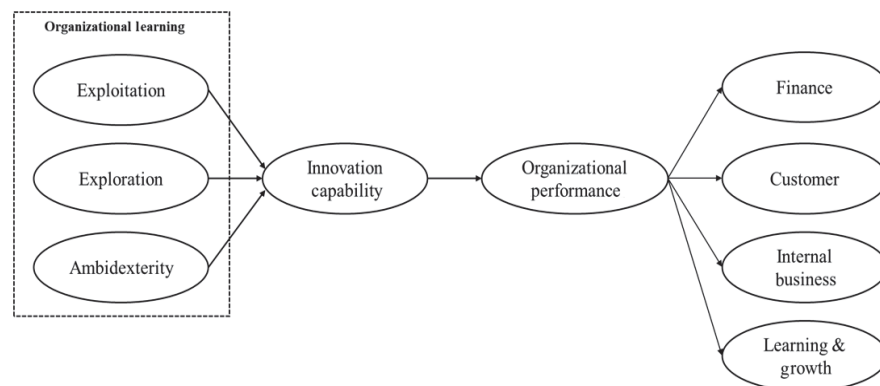 Organizational learning
Exploitation
Exploration
Ambidexterity
Innovation
capability
Organizational
performance
Finance
Customer
Internal
business
Learning &
growth